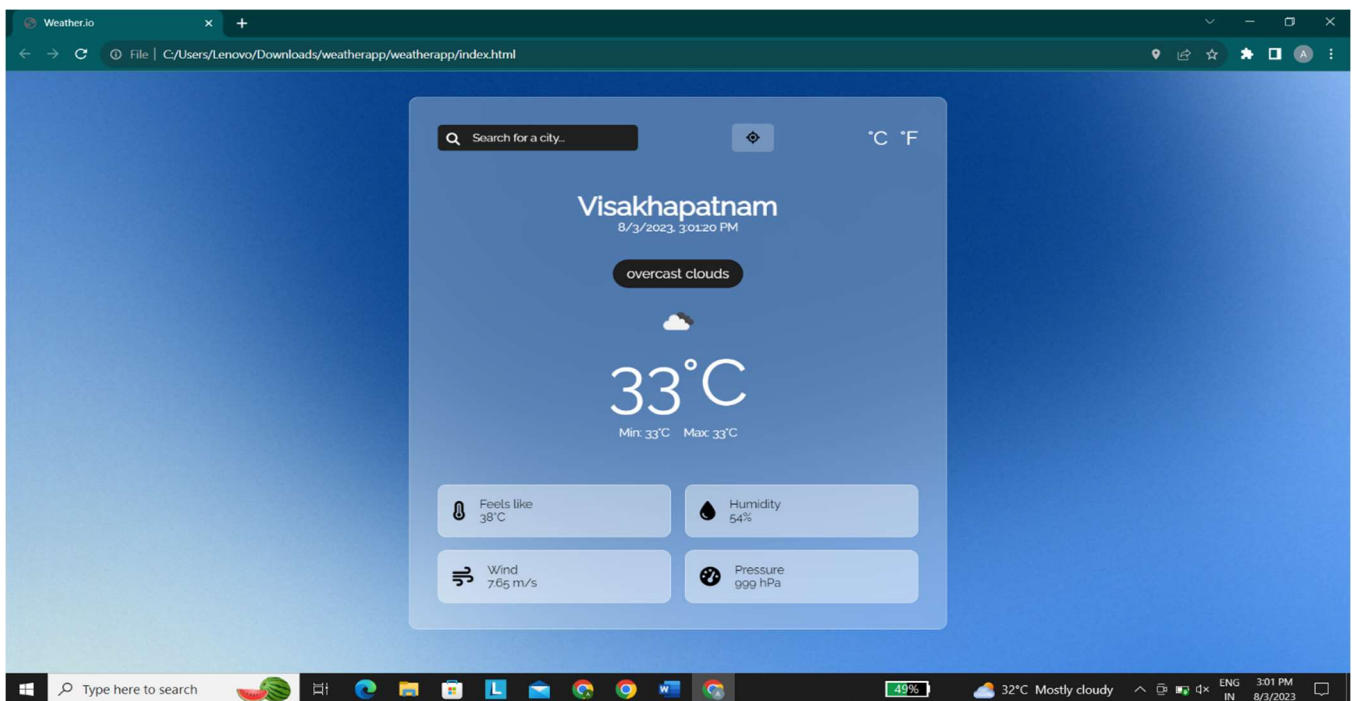 Weather.io
File | C:/Users/Lenovo/Downloads/weatherapp/weatherapp/index.html
A
Search for a city...
°C °F
Visakhapatnam
8/3/2023, 3:01:20 PM
overcast clouds
33°C
Min: 33°C Max: 33°C
Feels like
38°C
Humidity
54%
Wind
7.65 m/s
Pressure
999 hPa
Type here to search
L
49%
32°C Mostly cloudy
ENG
IN
3:01 PM
8/3/2023